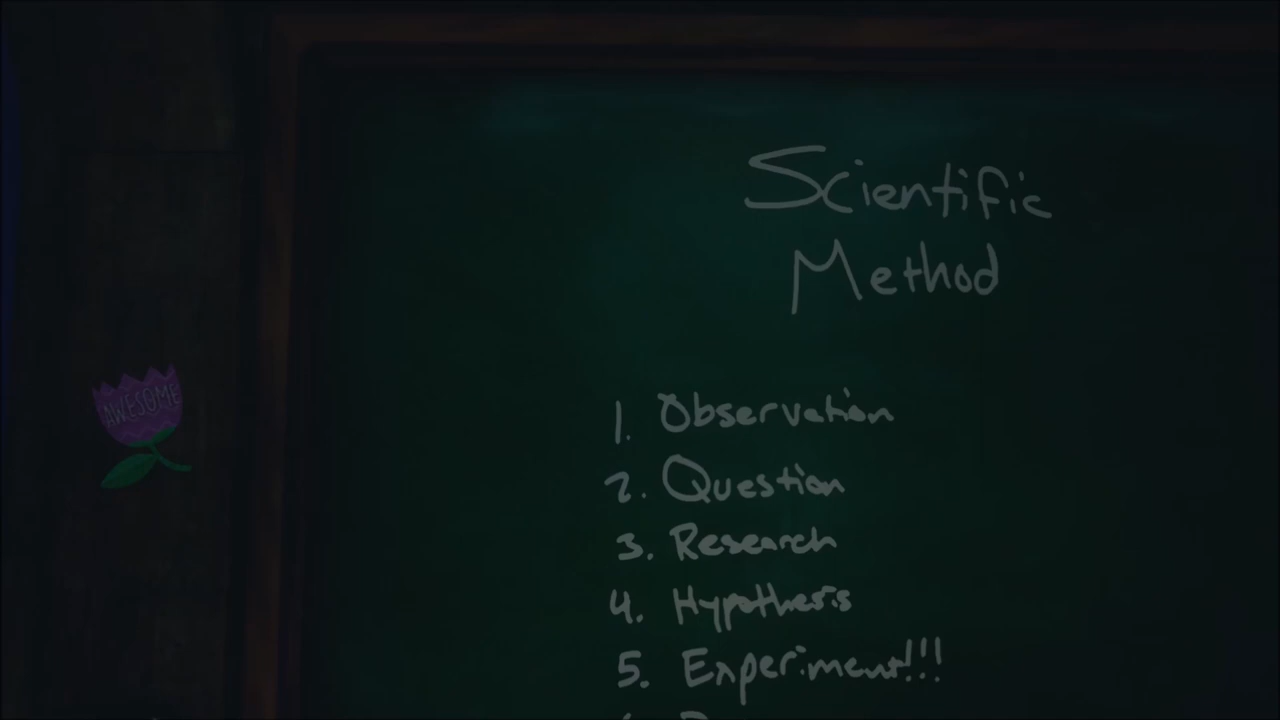 Scientific
Method
AWESOME
1. Observation
2. Question
3. Research
4. Hypothesis
5. Experiment!!!